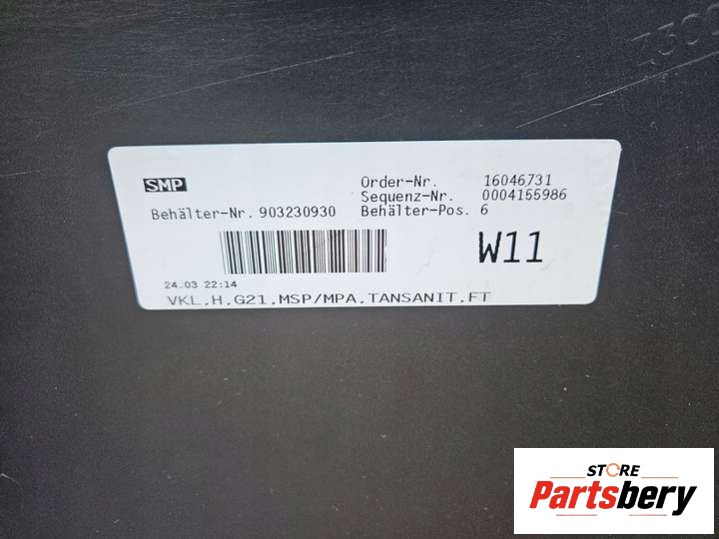 SMP
Order-Nr. 16046731
Sequenz-Nr. 0004155986
Behälter-Nr. 903230930 Behälter-Pos. 6
W11
24.03 22:14
VKL,H,G21,MSP/MPA,TANSANIT,FT
STORE
Partsbery